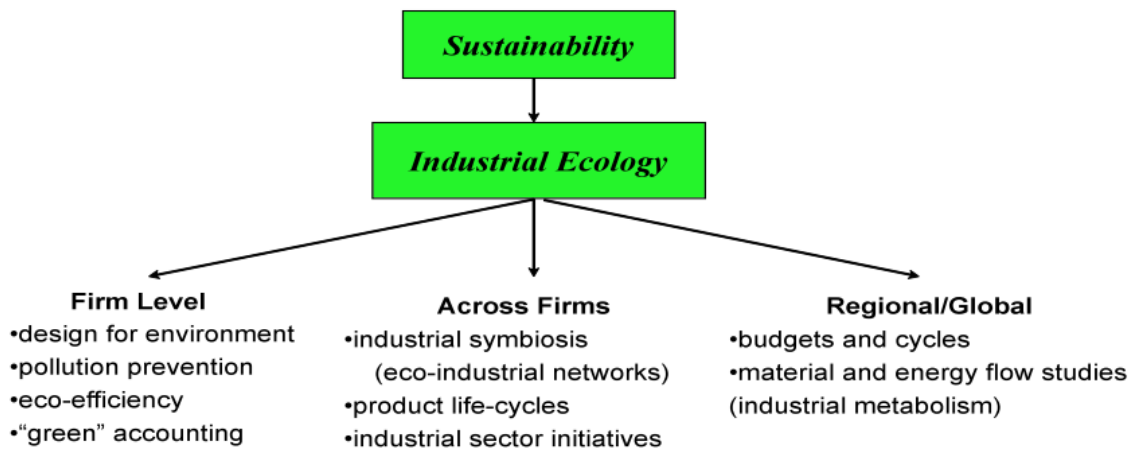 Sustainability
Industrial Ecology
Firm Level
•design for environment
•pollution prevention
•eco-efficiency
•“green” accounting
Across Firms
•industrial symbiosis
(eco-industrial networks)
•product life-cycles
•industrial sector initiatives
Regional/Global
•budgets and cycles
•material and energy flow studies
(industrial metabolism)